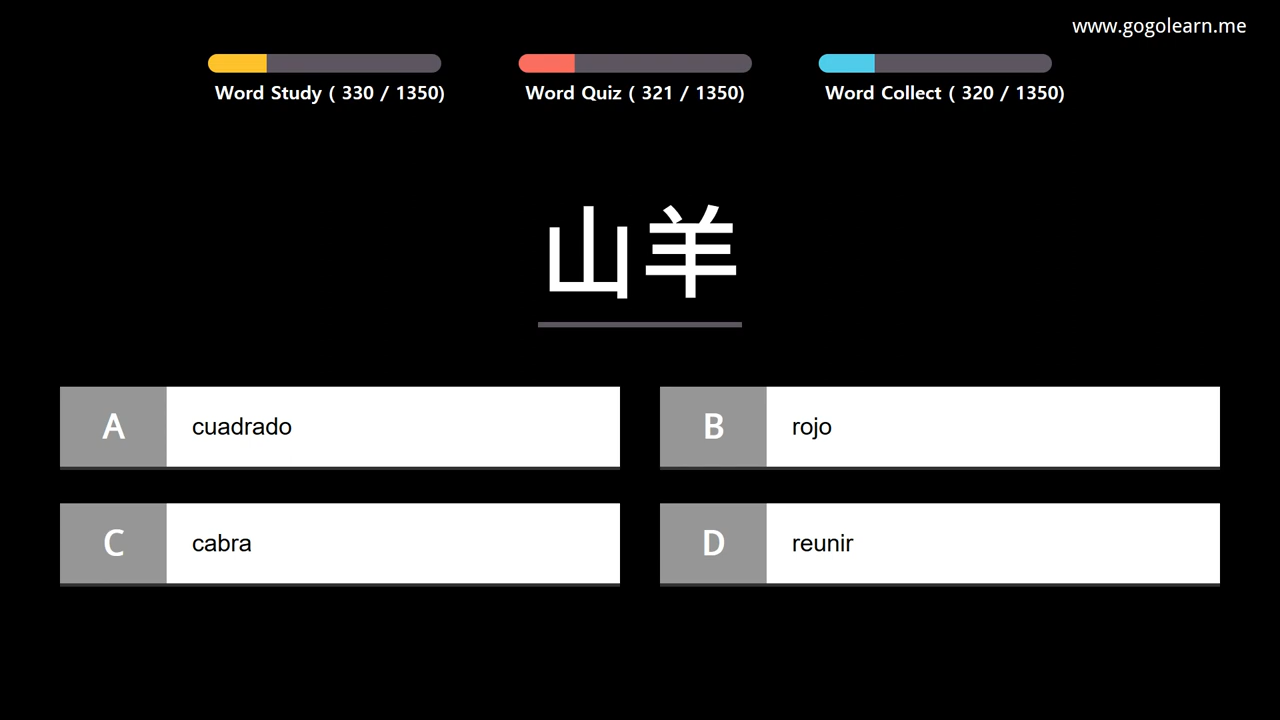 www.gogolearn.me
Word Study ( 330 / 1350)
Word Quiz ( 321 / 1350)
Word Collect ( 320 / 1350)
山羊
A cuadrado
B rojo
C cabra
D reunir